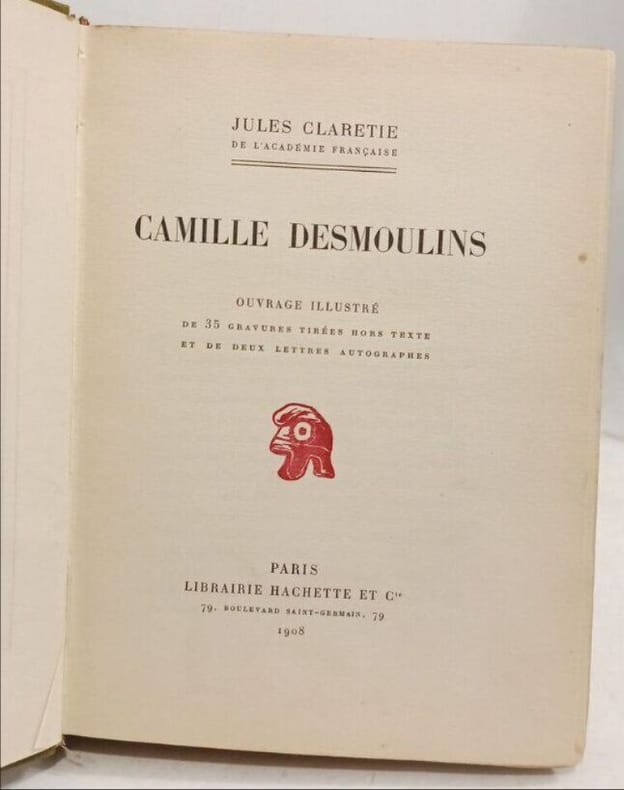 JULES CLARETIE
DE L'ACADÉMIE FRANÇAISE
CAMILLE DESMOULINS
OUVRAGE ILLUSTRÉ
DE 35 GRAVURES TIRÉES HORS TEXTE
ET DE DEUX LETTRES AUTOGRAPHES
PARIS
LIBRAIRIE HACHETTE ET Cie
79, BOULEVARD SAINT-GERMAIN, 79
1908